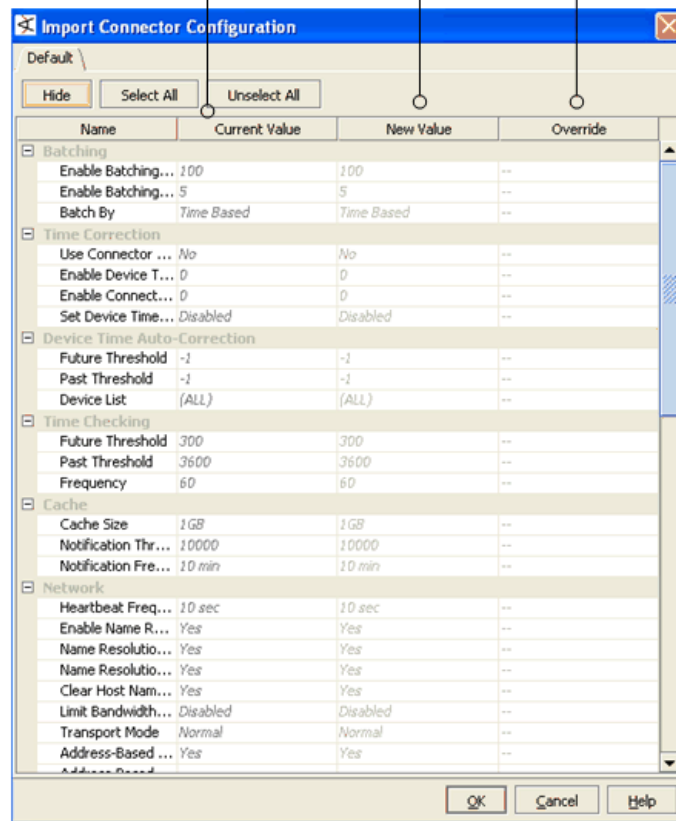 Import Connector Configuration
Default
Hide Select All Unselect All
Name Current Value New Value Override
Batching
Enable Batching... 100 100 --
Enable Batching... 5 5 --
Batch By Time Based Time Based --
Time Correction
Use Connector ... No No --
Enable Device T... 0 0 --
Enable Connect... 0 0 --
Set Device Time... Disabled Disabled --
Device Time Auto-Correction
Future Threshold -1 -1 --
Past Threshold -1 -1 --
Device List (ALL) (ALL) --
Time Checking
Future Threshold 300 300 --
Past Threshold 3600 3600 --
Frequency 60 60 --
Cache
Cache Size 1GB 1GB --
Notification Thr... 10000 10000 --
Notification Fre... 10 min 10 min --
Network
Heartbeat Freq... 10 sec 10 sec --
Enable Name R... Yes Yes --
Name Resolutio... Yes Yes --
Name Resolutio... Yes Yes --
Clear Host Nam... Yes Yes --
Limit Bandwidth... Disabled Disabled --
Transport Mode Normal Normal --
Address-Based ... Yes Yes --
OK Cancel Help